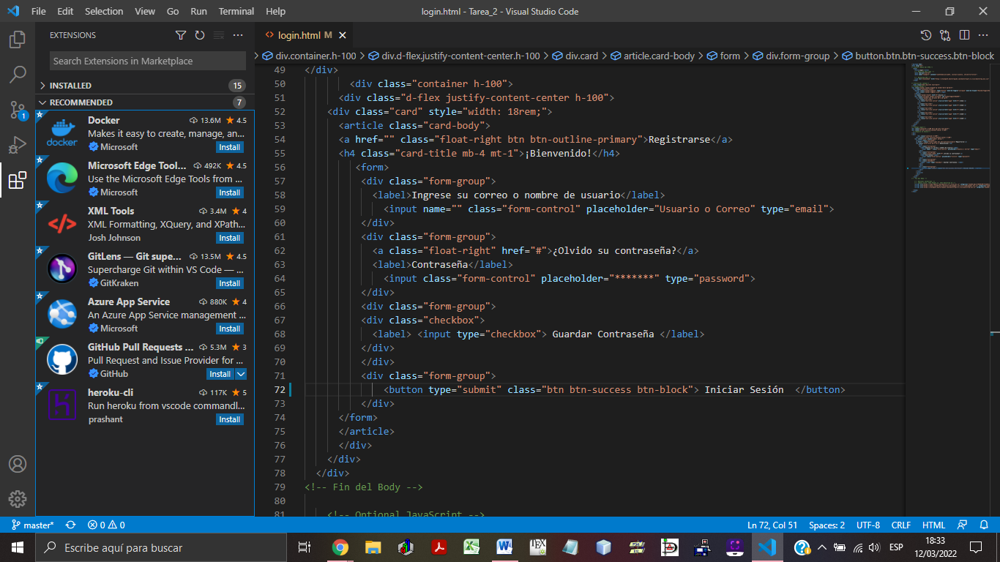 File Edit Selection View Go Run Terminal Help login.html - Tarea_2 - Visual Studio Code
EXTENSIONS
Search Extensions in Marketplace
INSTALLED 15
RECOMMENDED 7
Docker 13.6M 4.5
Makes it easy to create, manage, an...
Microsoft Install
Microsoft Edge Tool... 492K 4.5
Use the Microsoft Edge Tools from ...
Microsoft Install
XML Tools 3.4M 4
XML Formatting, XQuery, and XPath...
Josh Johnson Install
GitLens — Git supe... 13.5M 4.5
Supercharge Git within VS Code — ...
GitKraken Install
Azure App Service 880K 4
An Azure App Service management ...
Microsoft Install
GitHub Pull Requests ... 5.3M 3
Pull Request and Issue Provider for ...
GitHub Install
heroku-cli 117K 5
Run heroku from vscode commandl...
prashant Install
docker
1
login.html M
div.container.h-100 div.d-flex.justify-content-center.h-100 div.card article.card-body form div.form-group button.btn.btn-success.btn-block
49 </div>
50 <div class="container h-100">
51 <div class="d-flex justify-content-center h-100">
52 <div class="card" style="width: 18rem;">
53 <article class="card-body">
54 <a href="" class="float-right btn btn-outline-primary">Registrarse</a>
55 <h4 class="card-title mb-4 mt-1">¡Bienvenido!</h4>
56 <form>
57 <div class="form-group">
58 <label>Ingrese su correo o nombre de usuario</label>
59 <input name="" class="form-control" placeholder="Usuario o Correo" type="email">
60 </div>
61 <div class="form-group">
62 <a class="float-right" href="#">¿Olvido su contraseña?</a>
63 <label>Contraseña</label>
64 <input class="form-control" placeholder="*******" type="password">
65 </div>
66 <div class="form-group">
67 <div class="checkbox">
68 <label> <input type="checkbox"> Guardar Contraseña </label>
69 </div>
70 </div>
71 <div class="form-group">
72 <button type="submit" class="btn btn-success btn-block"> Iniciar Sesión  </button>
73 </div>
74 </form>
75 </article>
76 </div>
77 </div>
78 </div>
79 <!-- Fin del Body -->
80
81 <!-- Optional JavaScript -->
master* 0 0 Ln 72, Col 51 Spaces: 2 UTF-8 CRLF HTML
Escribe aquí para buscar
ESP
18:33
12/03/2022